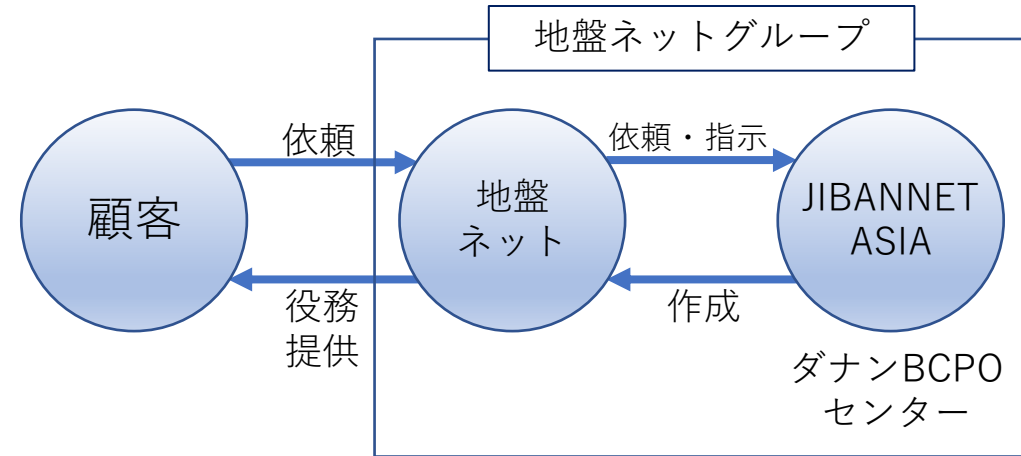 地盤ネットグループ
依頼
依頼・指示
顧客
地盤
ネット
JIBANNET
ASIA
役務
提供
作成
ダナンBCPO
センター